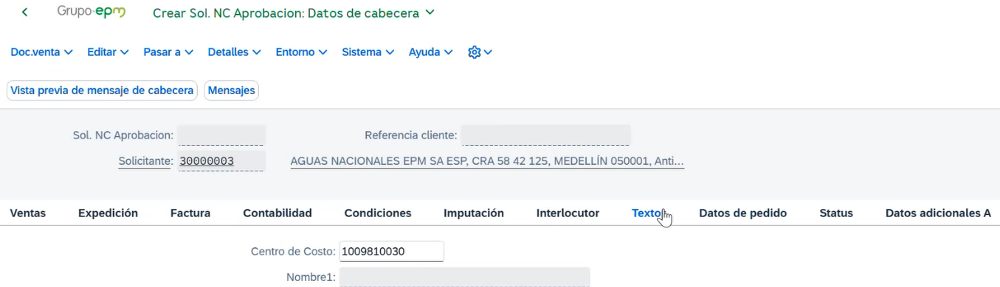 Grupo·epm Crear Sol. NC Aprobacion: Datos de cabecera
Doc.venta Editar Pasar a Detalles Entorno Sistema Ayuda
Vista previa de mensaje de cabecera Mensajes
Sol. NC Aprobacion: Referencia cliente:
Solicitante: 30000003 AGUAS NACIONALES EPM SA ESP, CRA 58 42 125, MEDELLÍN 050001, Anti...
Ventas Expedición Factura Contabilidad Condiciones Imputación Interlocutor Texto Datos de pedido Status Datos adicionales A
Centro de Costo: 1009810030
Nombre1: